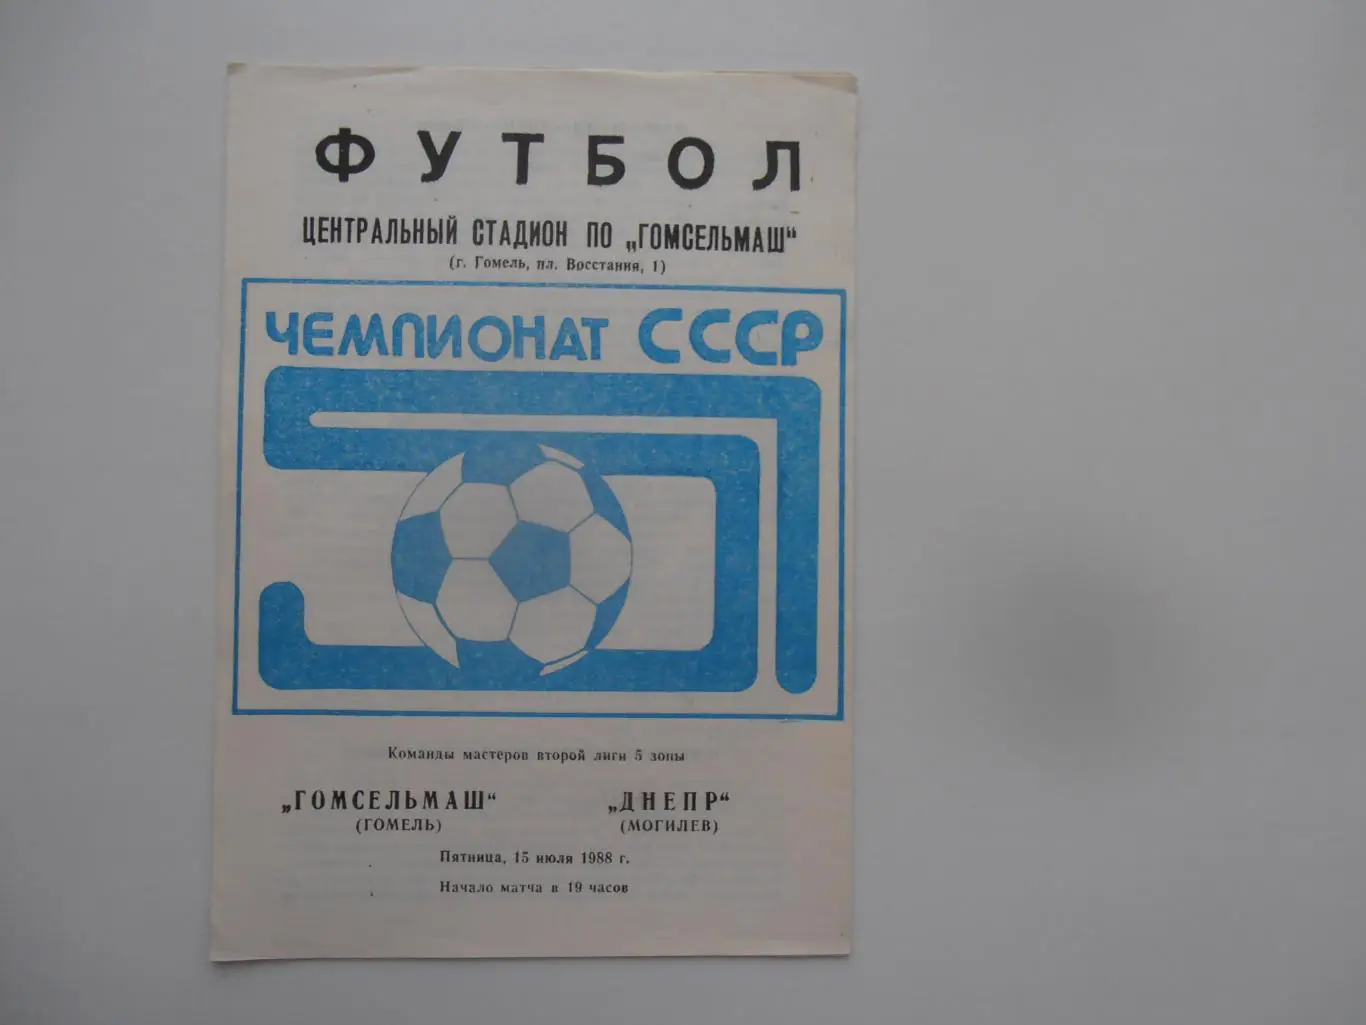 ФУТБОЛ
ЦЕНТРАЛЬНЫЙ СТАДИОН ПО „ГОМСЕЛЬМАШ“
(г. Гомель, пл. Восстания, 1)
ЧЕМПИОНАТ СССР
51
Команды мастеров второй лиги 5 зоны
„ГОМСЕЛЬМАШ“ „ДНЕПР“
(ГОМЕЛЬ) (МОГИЛЕВ)
Пятница, 15 июля 1988 г.
Начало матча в 19 часов